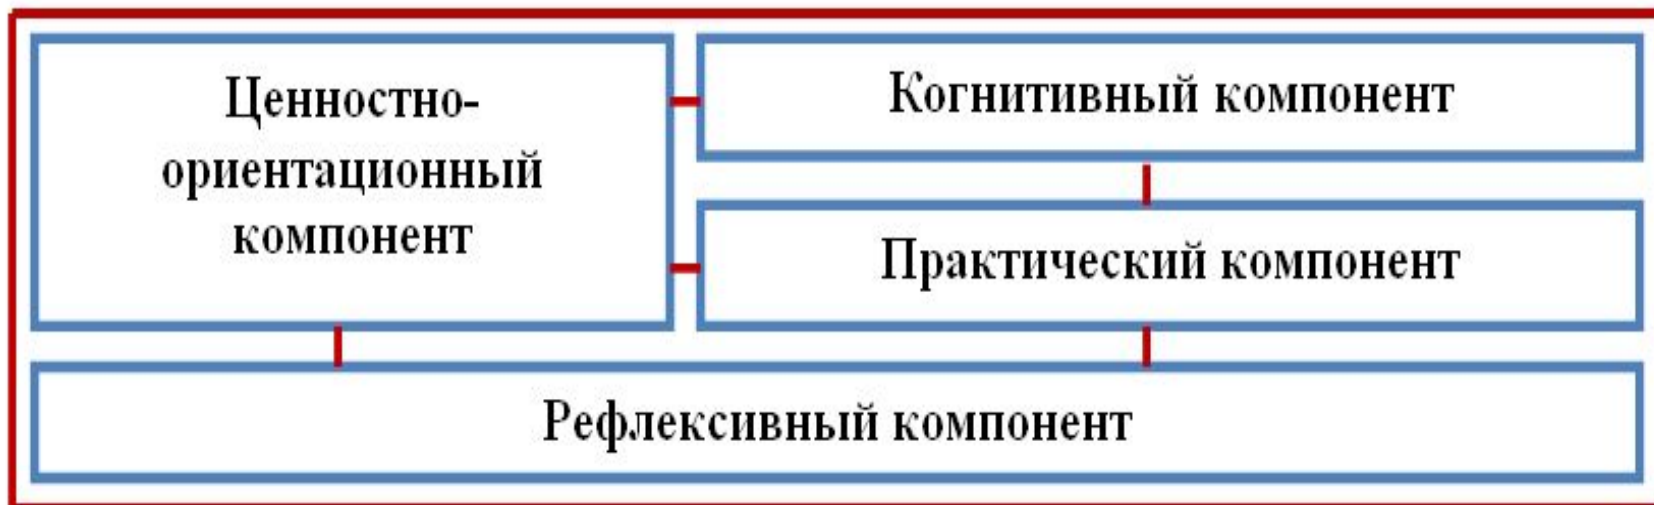 Ценностно-
ориентационный
компонент
Когнитивный компонент
Практический компонент
Рефлексивный компонент